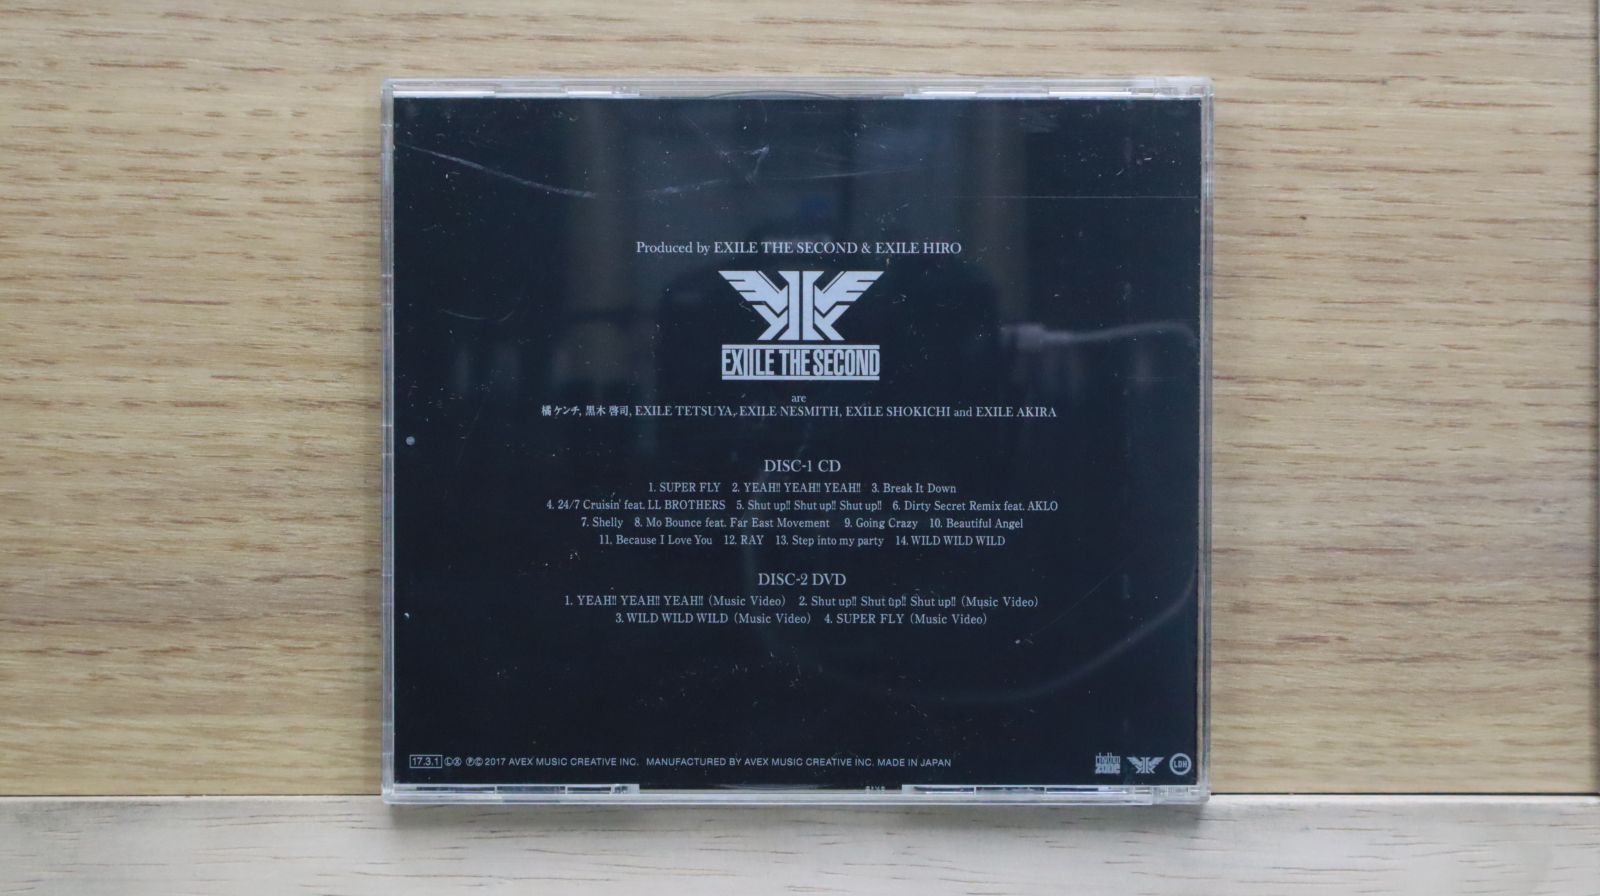 Produced by EXILE THE SECOND & EXILE HIRO
EXILE THE SECOND
are
橘 ケンチ, 黒木 啓司, EXILE TETSUYA, EXILE NESMITH, EXILE SHOKICHI and EXILE AKIRA
DISC-1 CD
1. SUPER FLY 2. YEAH!! YEAH!! YEAH!! 3. Break It Down
4. 24/7 Cruisin' feat. LL BROTHERS 5. Shut up!! Shut up!! Shut up!! 6. Dirty Secret Remix feat. AKLO
7. Shelly 8. Mo Bounce feat. Far East Movement 9. Going Crazy 10. Beautiful Angel
11. Because I Love You 12. RAY 13. Step into my party 14. WILD WILD WILD
DISC-2 DVD
1. YEAH!! YEAH!! YEAH!! (Music Video) 2. Shut up!! Shut up!! Shut up!! (Music Video)
3. WILD WILD WILD (Music Video) 4. SUPER FLY (Music Video)
17.3.1 Ⓛ Ⓧ ℗© 2017 AVEX MUSIC CREATIVE INC. MANUFACTURED BY AVEX MUSIC CREATIVE INC. MADE IN JAPAN
rhythm zone LDH